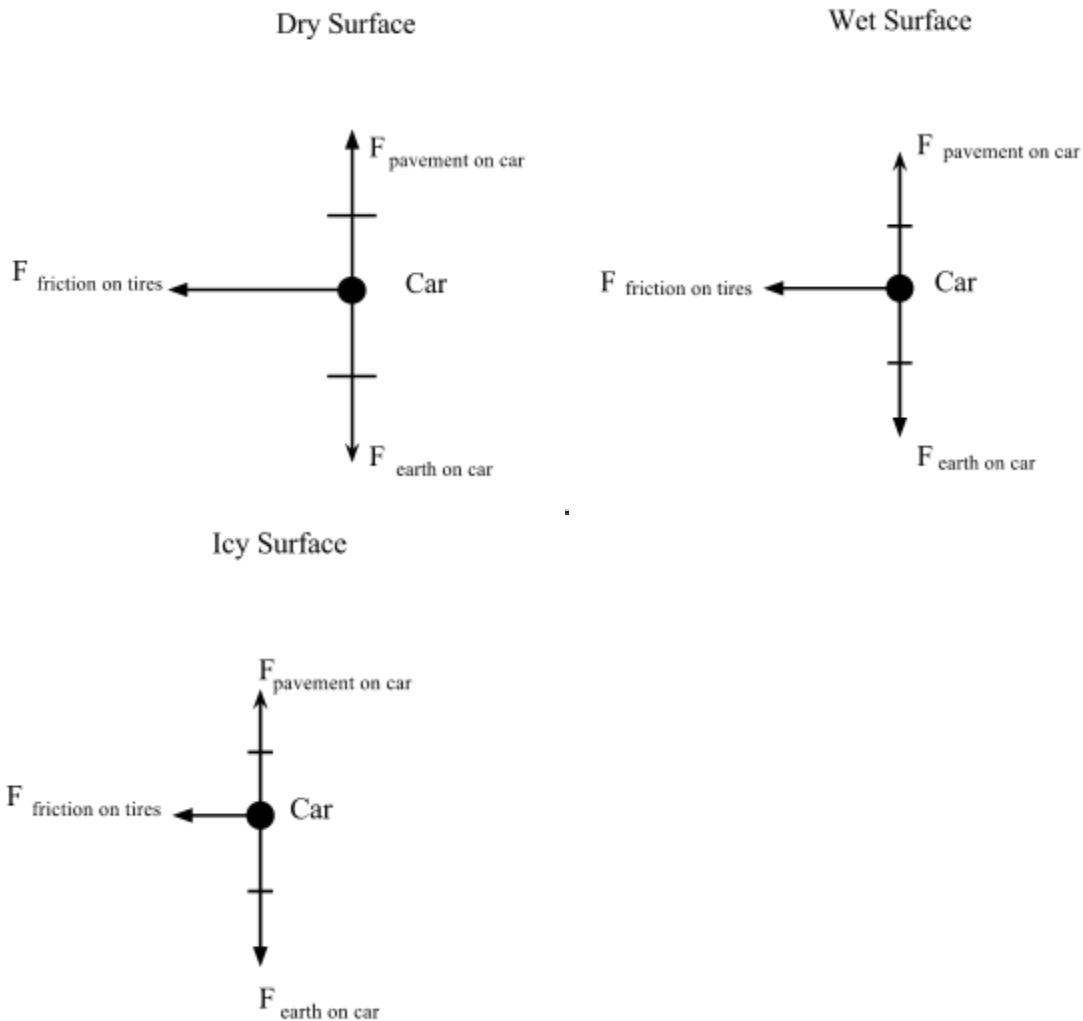 Dry Surface
Wet Surface
F pavement on car
F pavement on car
F friction on tires
Car
F friction on tires
Car
F earth on car
F earth on car
Icy Surface
F pavement on car
F friction on tires
Car
F earth on car